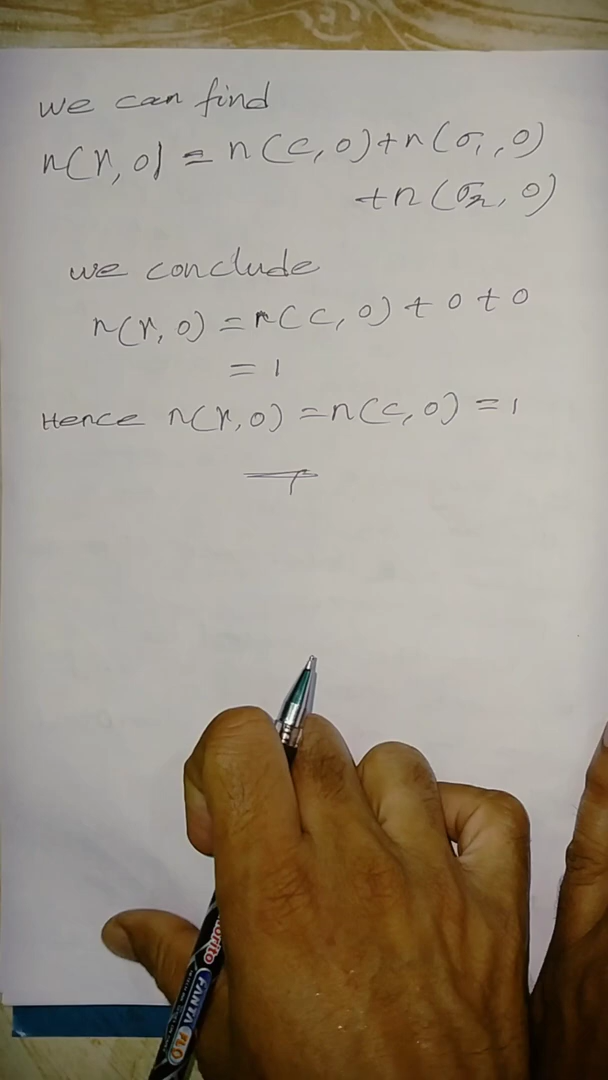 we can find
n(γ, 0) = n(C, 0) + n(σ₁, 0)
+ n(σ₂, 0)
we conclude
n(γ, 0) = n(C, 0) + 0 + 0
= 1
Hence n(γ, 0) = n(C, 0) = 1
FANTA